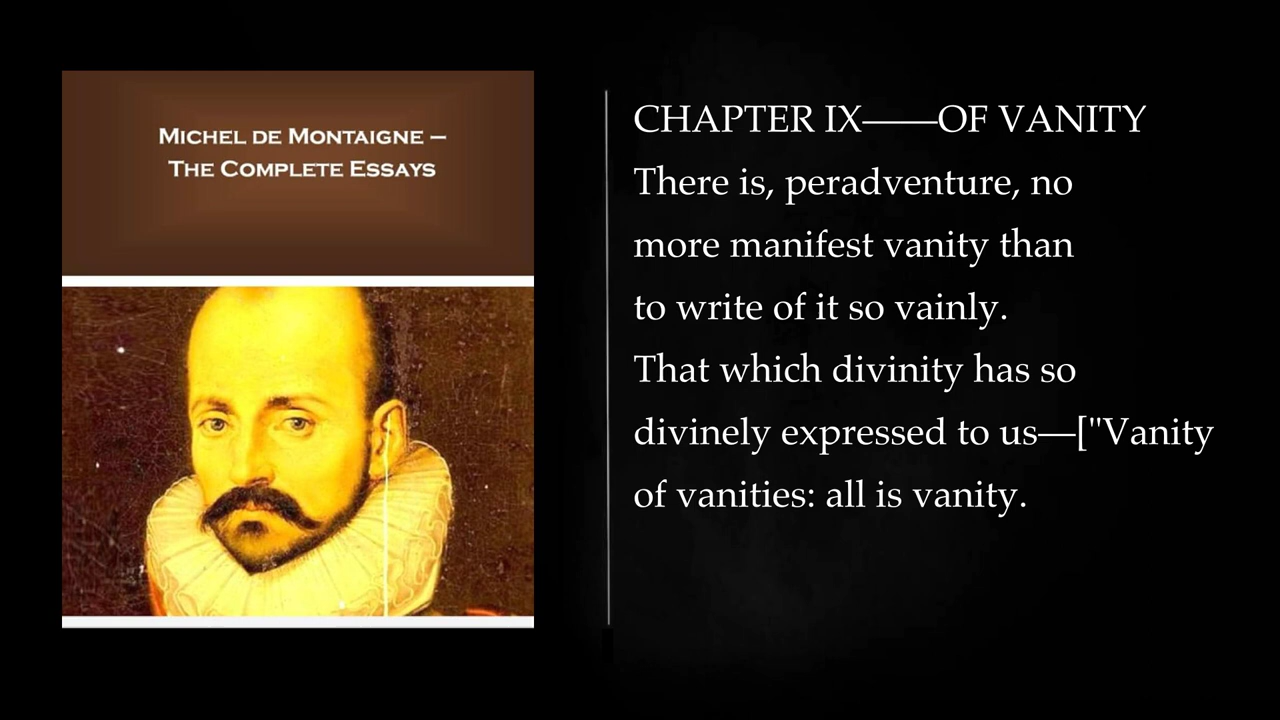 MICHEL DE MONTAIGNE –
THE COMPLETE ESSAYS
CHAPTER IX——OF VANITY
There is, peradventure, no
more manifest vanity than
to write of it so vainly.
That which divinity has so
divinely expressed to us—["Vanity
of vanities: all is vanity.